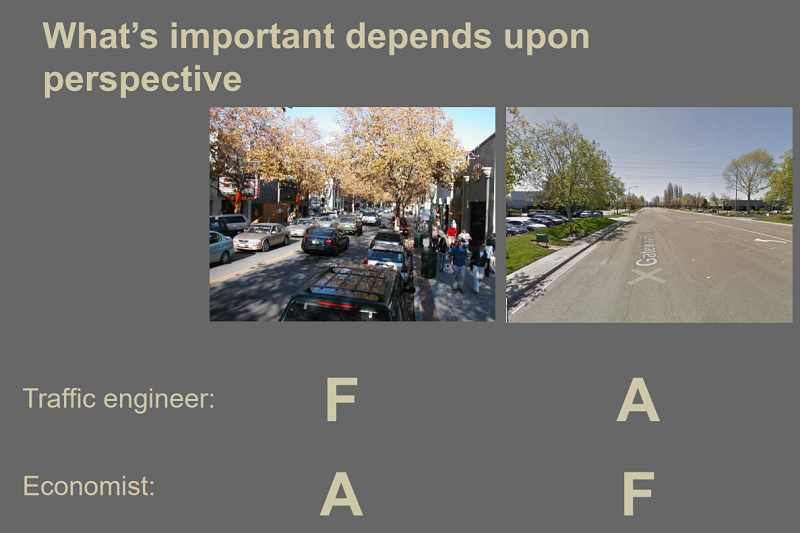 What's important depends upon
perspective
Traffic engineer:
F
A
Economist:
A
F